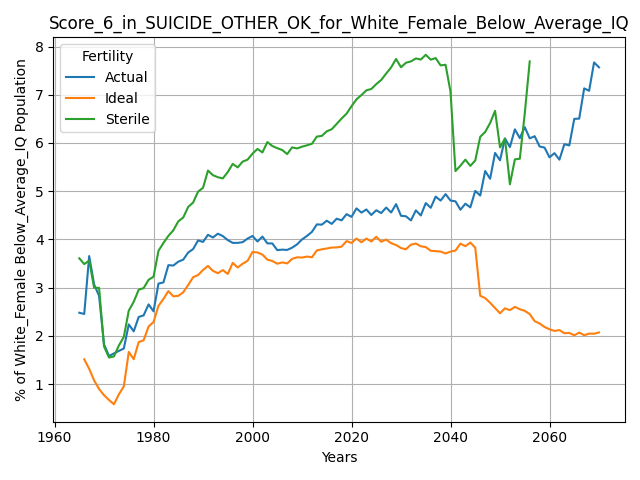 Score_6_in_SUICIDE_OTHER_OK_for_White_Female_Below_Average_IQ
% of White_Female Below_Average_IQ Population
8
7
6
5
4
3
2
1
Fertility
Actual
Ideal
Sterile
1960 1980 2000 2020 2040 2060
Years